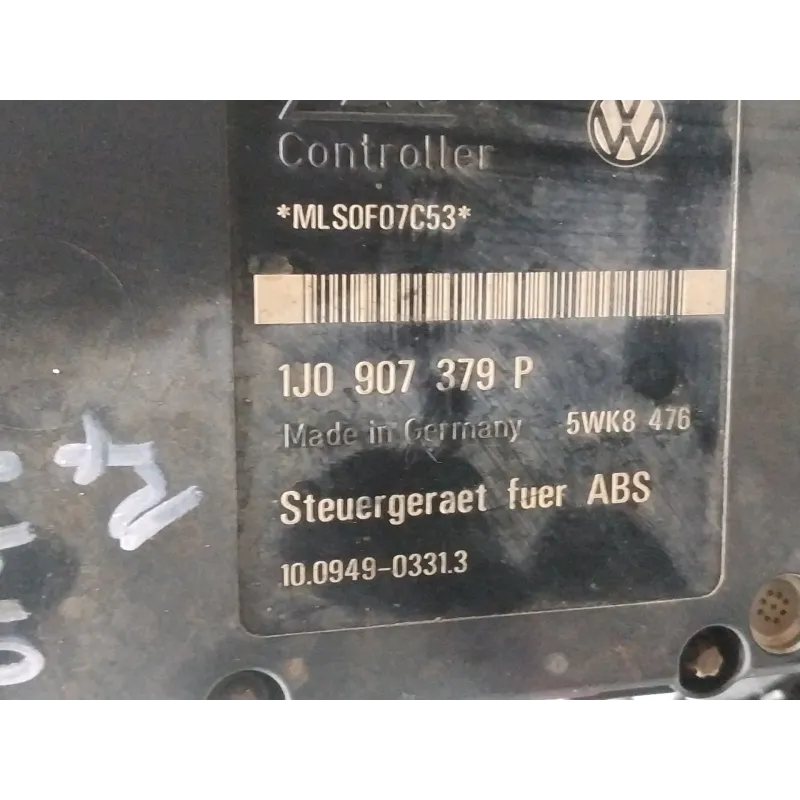 Controller
*MLS0F07C53*
1J0 907 379 P
Made in Germany 5WK8 476
Steuergeraet fuer ABS
10.0949-0331.3